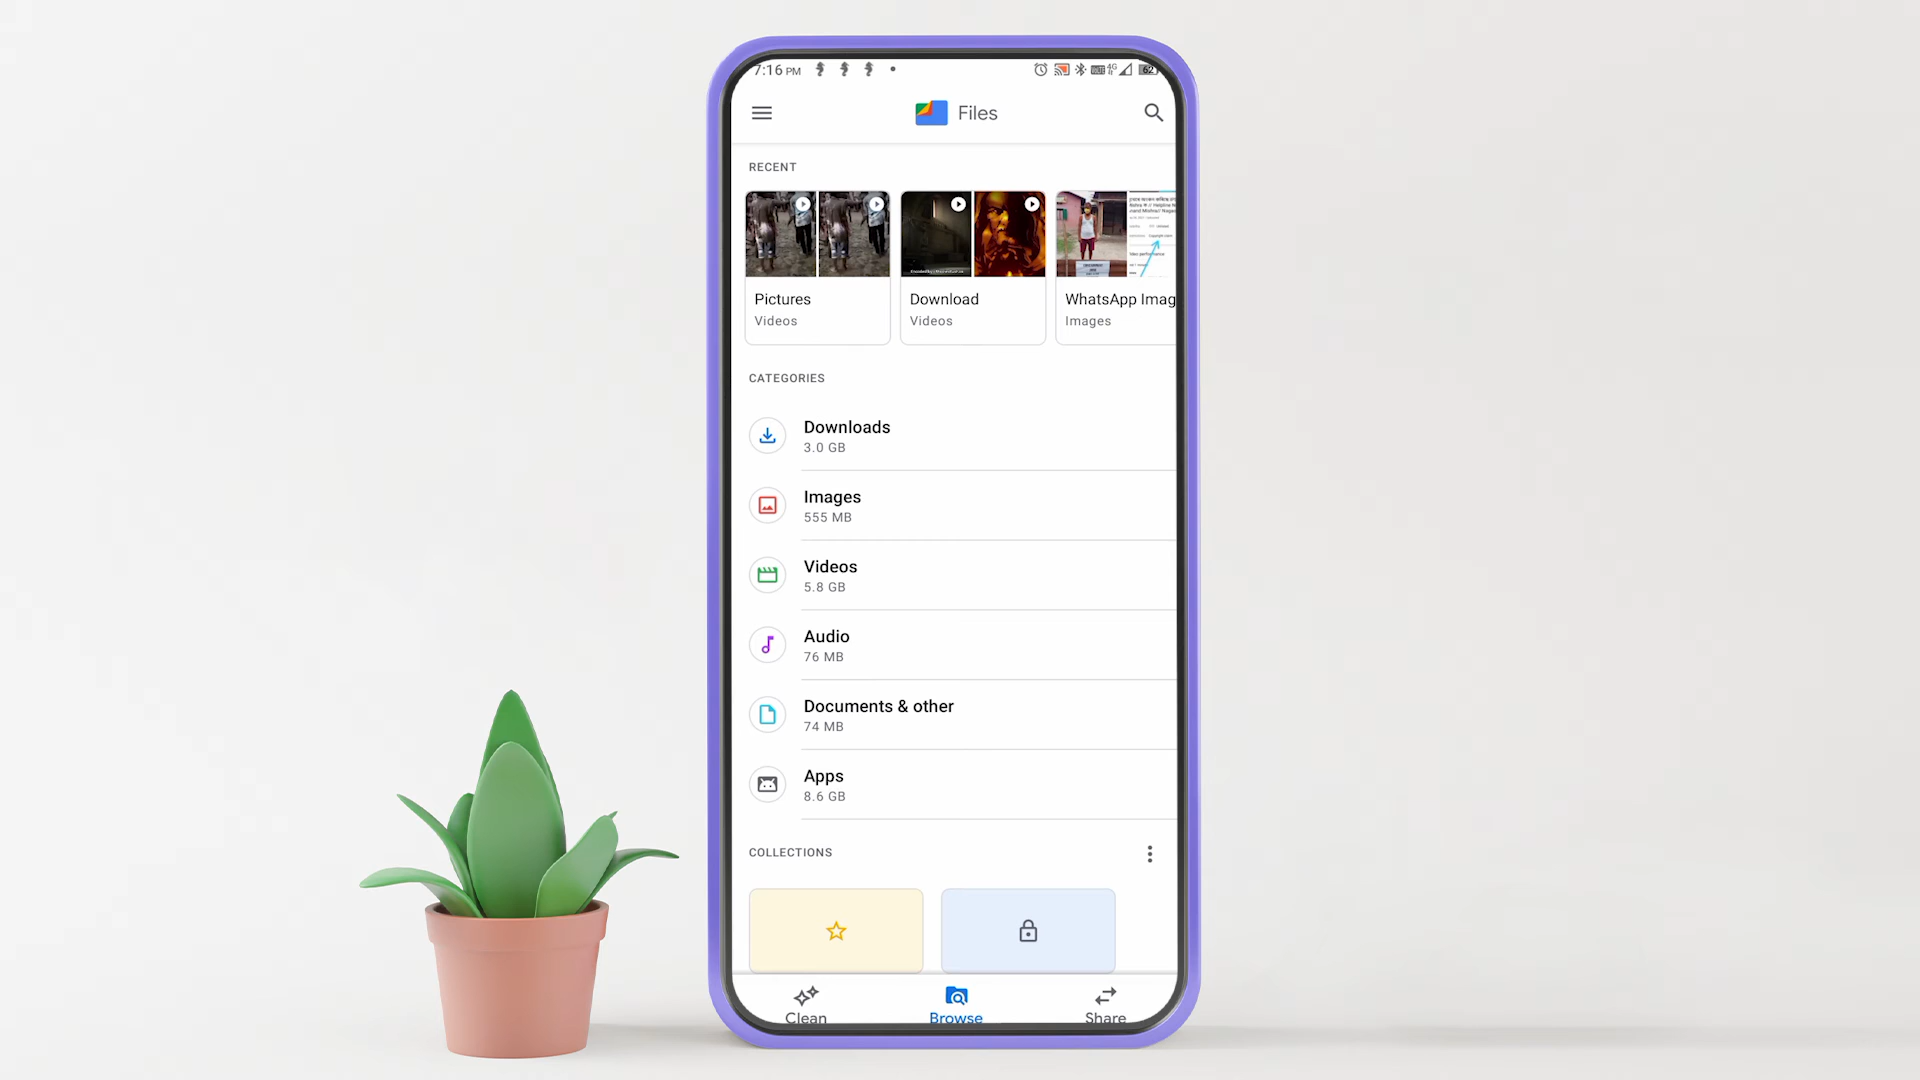 7:16 PM
62
Files
RECENT
Pictures
Videos
Download
Videos
WhatsApp Imag
Images
CATEGORIES
Downloads
3.0 GB
Images
555 MB
Videos
5.8 GB
Audio
76 MB
Documents & other
74 MB
Apps
8.6 GB
COLLECTIONS
Clean
Browse
Share